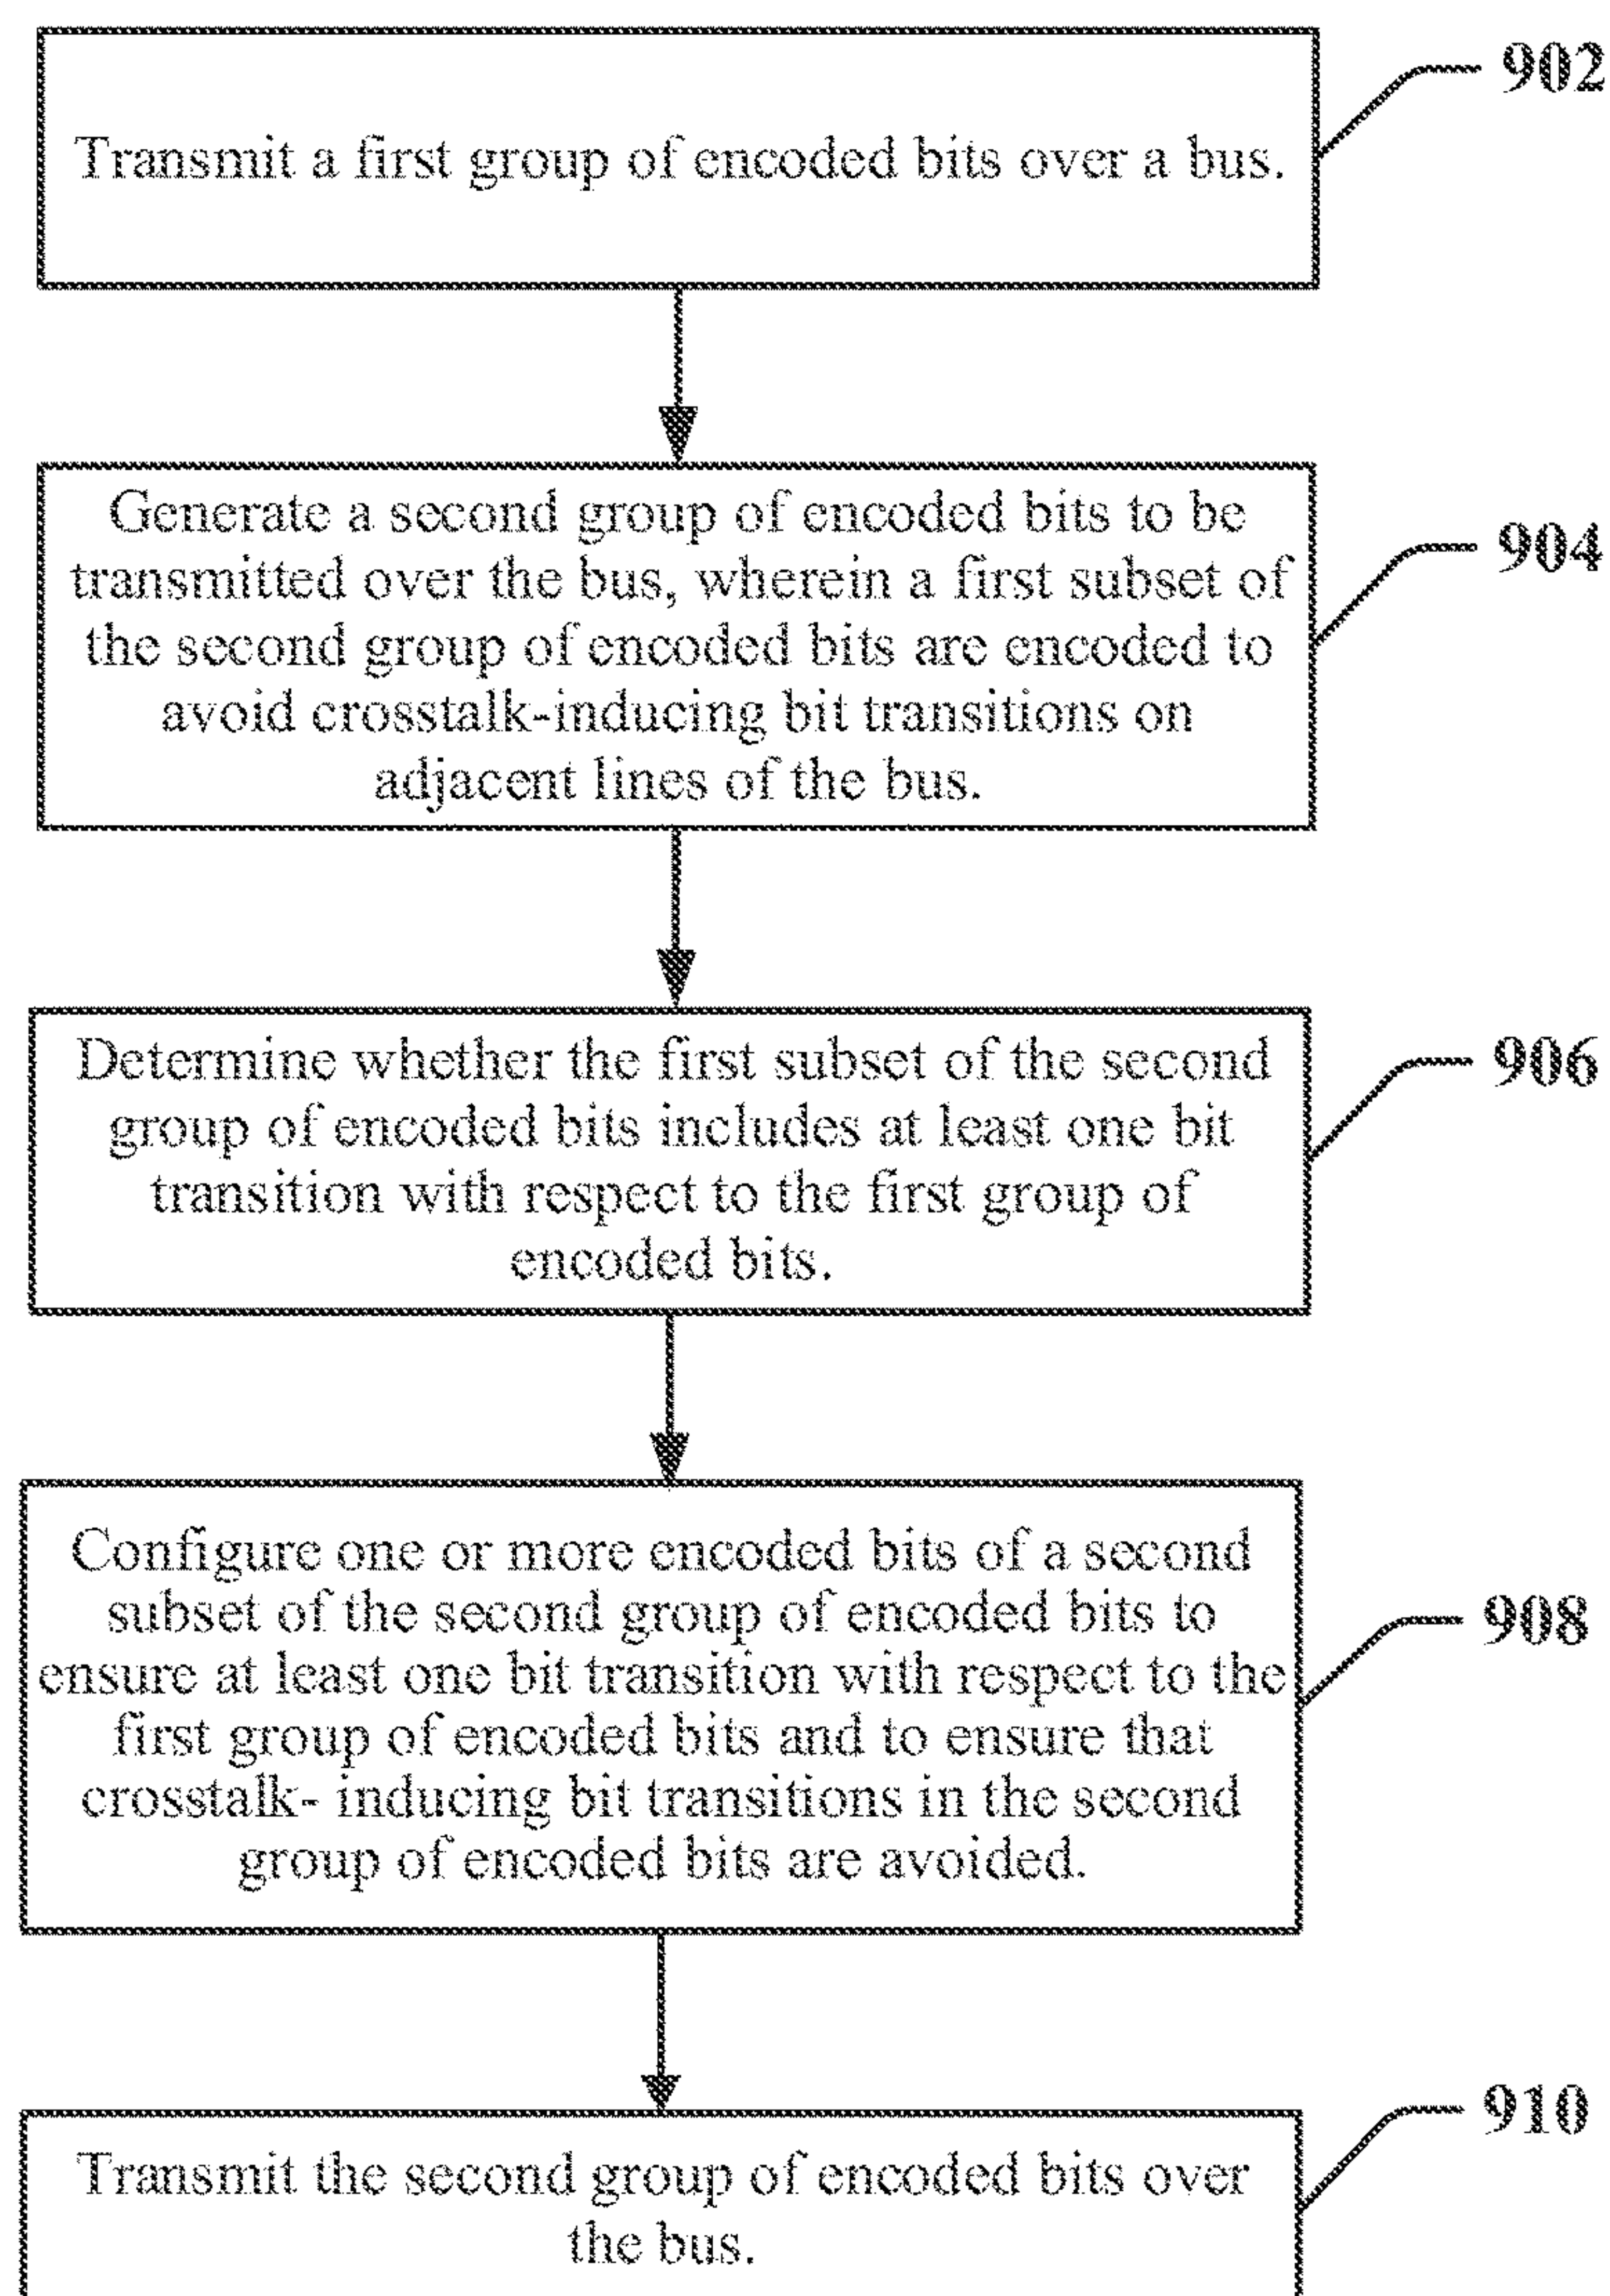 902
Transmit a first group of encoded bits over a bus.
Generate a second group of encoded bits to be
904
transmitted over the bus, wherein a first subset of
the second group of encoded bits are encoded to
avoid crosstalk-inducing bit transitions on
adjacent lines of the bus.
Determine whether the first subset of the second
906
group of encoded bits includes at least one bit
transition with respect to the first group of
encoded bits.
Configure one or more encoded bits of a second
subset of the second group of encoded bits to
908
ensure at least one bit transition with respect to the
first group of encoded bits and to ensure that
crosstalk- inducing bit transitions in the second
group of encoded bits are avoided.
910
Transmit the second group of encoded bits over
the bus.